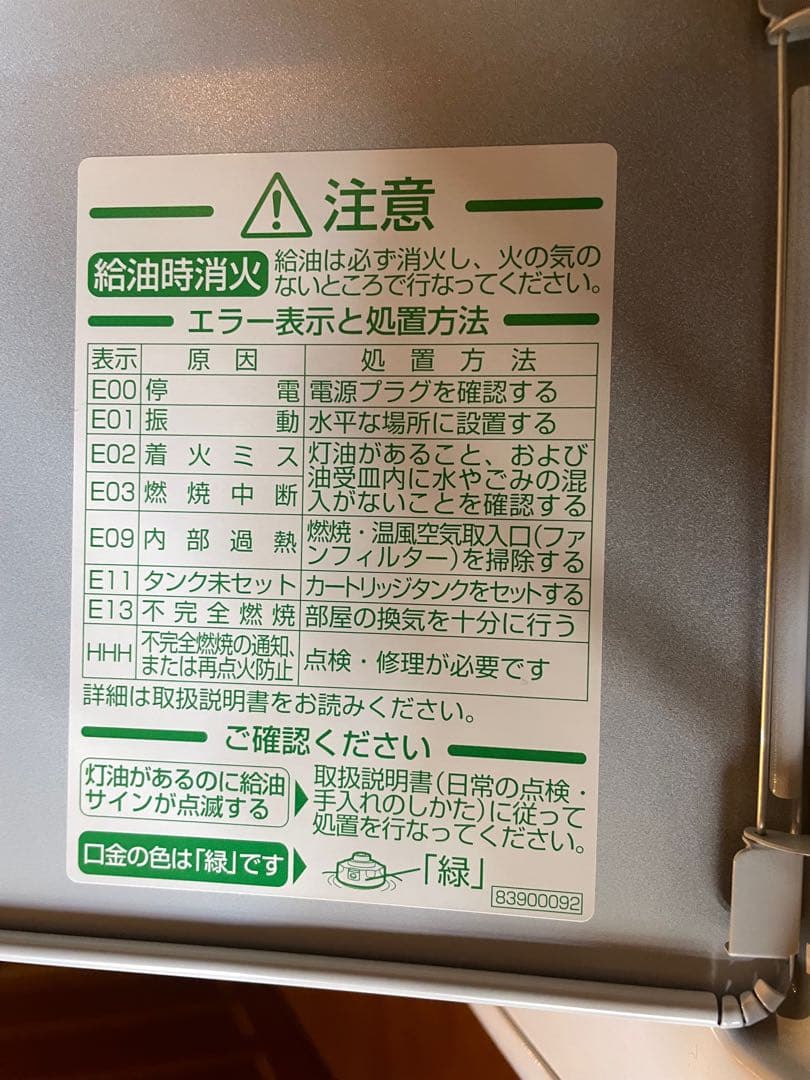 注意
給油時消火 給油は必ず消火し、火の気の
ないところで行なってください。
エラー表示と処置方法
表示 原因 処置方法
E00 停電 電源プラグを確認する
E01 振動 水平な場所に設置する
E02 着火ミス 灯油があること、および
油受皿内に水やごみの混
E03 燃焼中断 入がないことを確認する
E09 内部過熱 燃焼・温風空気取入口(ファ
ンフィルター)を掃除する
E11 タンク未セット カートリッジタンクをセットする
E13 不完全燃焼 部屋の換気を十分に行う
HHH 不完全燃焼の通知、
または再点火防止 点検・修理が必要です
詳細は取扱説明書をお読みください。
ご確認ください
灯油があるのに給油
サインが点滅する
取扱説明書(日常の点検・
手入れのしかた)に従って
処置を行なってください。
口金の色は「緑」です 「緑」
83900092